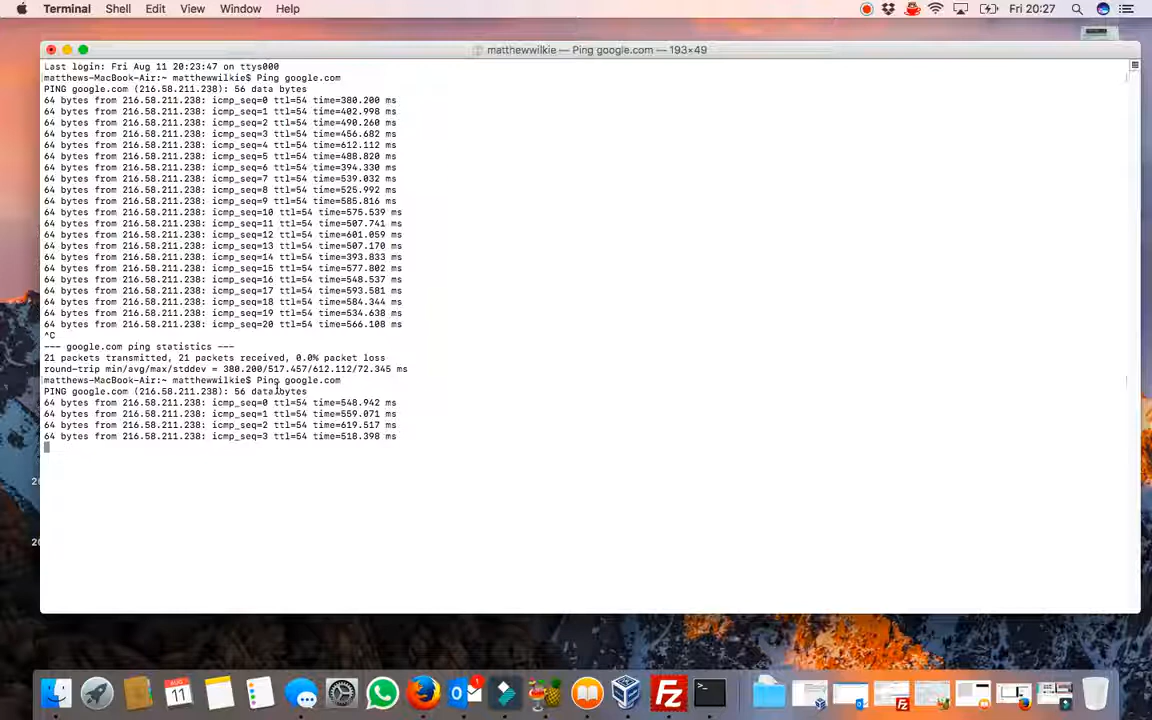 Terminal Shell Edit View Window Help Fri 20:27
matthewwilkie — Ping google.com — 193×49
Last login: Fri Aug 11 20:23:47 on ttys000
matthews-MacBook-Air:~ matthewwilkie$ Ping google.com
PING google.com (216.58.211.238): 56 data bytes
64 bytes from 216.58.211.238: icmp_seq=0 ttl=54 time=380.200 ms
64 bytes from 216.58.211.238: icmp_seq=1 ttl=54 time=402.998 ms
64 bytes from 216.58.211.238: icmp_seq=2 ttl=54 time=490.260 ms
64 bytes from 216.58.211.238: icmp_seq=3 ttl=54 time=456.682 ms
64 bytes from 216.58.211.238: icmp_seq=4 ttl=54 time=612.112 ms
64 bytes from 216.58.211.238: icmp_seq=5 ttl=54 time=488.820 ms
64 bytes from 216.58.211.238: icmp_seq=6 ttl=54 time=394.330 ms
64 bytes from 216.58.211.238: icmp_seq=7 ttl=54 time=539.032 ms
64 bytes from 216.58.211.238: icmp_seq=8 ttl=54 time=525.992 ms
64 bytes from 216.58.211.238: icmp_seq=9 ttl=54 time=585.816 ms
64 bytes from 216.58.211.238: icmp_seq=10 ttl=54 time=575.539 ms
64 bytes from 216.58.211.238: icmp_seq=11 ttl=54 time=507.741 ms
64 bytes from 216.58.211.238: icmp_seq=12 ttl=54 time=601.059 ms
64 bytes from 216.58.211.238: icmp_seq=13 ttl=54 time=507.170 ms
64 bytes from 216.58.211.238: icmp_seq=14 ttl=54 time=393.833 ms
64 bytes from 216.58.211.238: icmp_seq=15 ttl=54 time=577.802 ms
64 bytes from 216.58.211.238: icmp_seq=16 ttl=54 time=548.537 ms
64 bytes from 216.58.211.238: icmp_seq=17 ttl=54 time=593.581 ms
64 bytes from 216.58.211.238: icmp_seq=18 ttl=54 time=584.344 ms
64 bytes from 216.58.211.238: icmp_seq=19 ttl=54 time=534.638 ms
64 bytes from 216.58.211.238: icmp_seq=20 ttl=54 time=566.108 ms
^C
--- google.com ping statistics ---
21 packets transmitted, 21 packets received, 0.0% packet loss
round-trip min/avg/max/stddev = 380.200/517.457/612.112/72.345 ms
matthews-MacBook-Air:~ matthewwilkie$ Ping google.com
PING google.com (216.58.211.238): 56 data bytes
64 bytes from 216.58.211.238: icmp_seq=0 ttl=54 time=548.942 ms
64 bytes from 216.58.211.238: icmp_seq=1 ttl=54 time=559.071 ms
64 bytes from 216.58.211.238: icmp_seq=2 ttl=54 time=619.517 ms
64 bytes from 216.58.211.238: icmp_seq=3 ttl=54 time=518.398 ms
AUG
11
1
Fz
>_